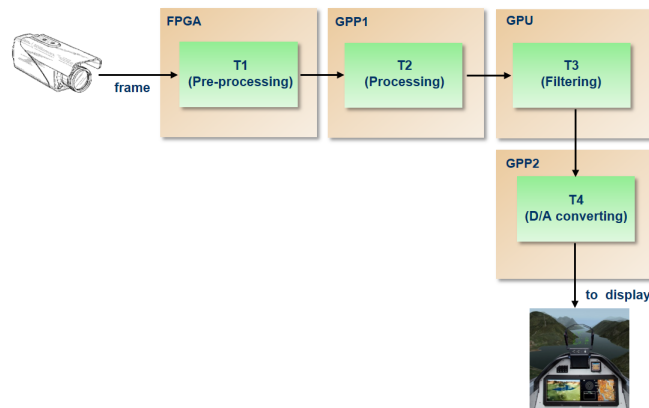 FPGA
GPP1
GPU
T1
(Pre-processing)
T2
(Processing)
T3
(Filtering)
frame
GPP2
T4
(D/A converting)
to display